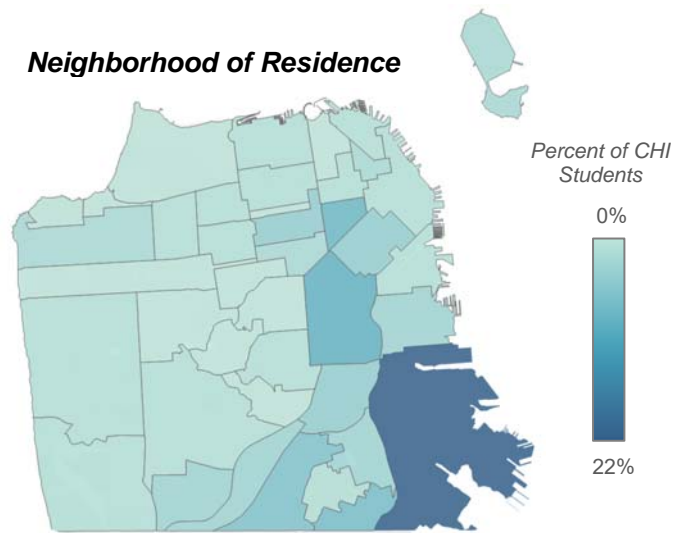 Neighborhood of Residence
Percent of CHI
Students
0%
22%